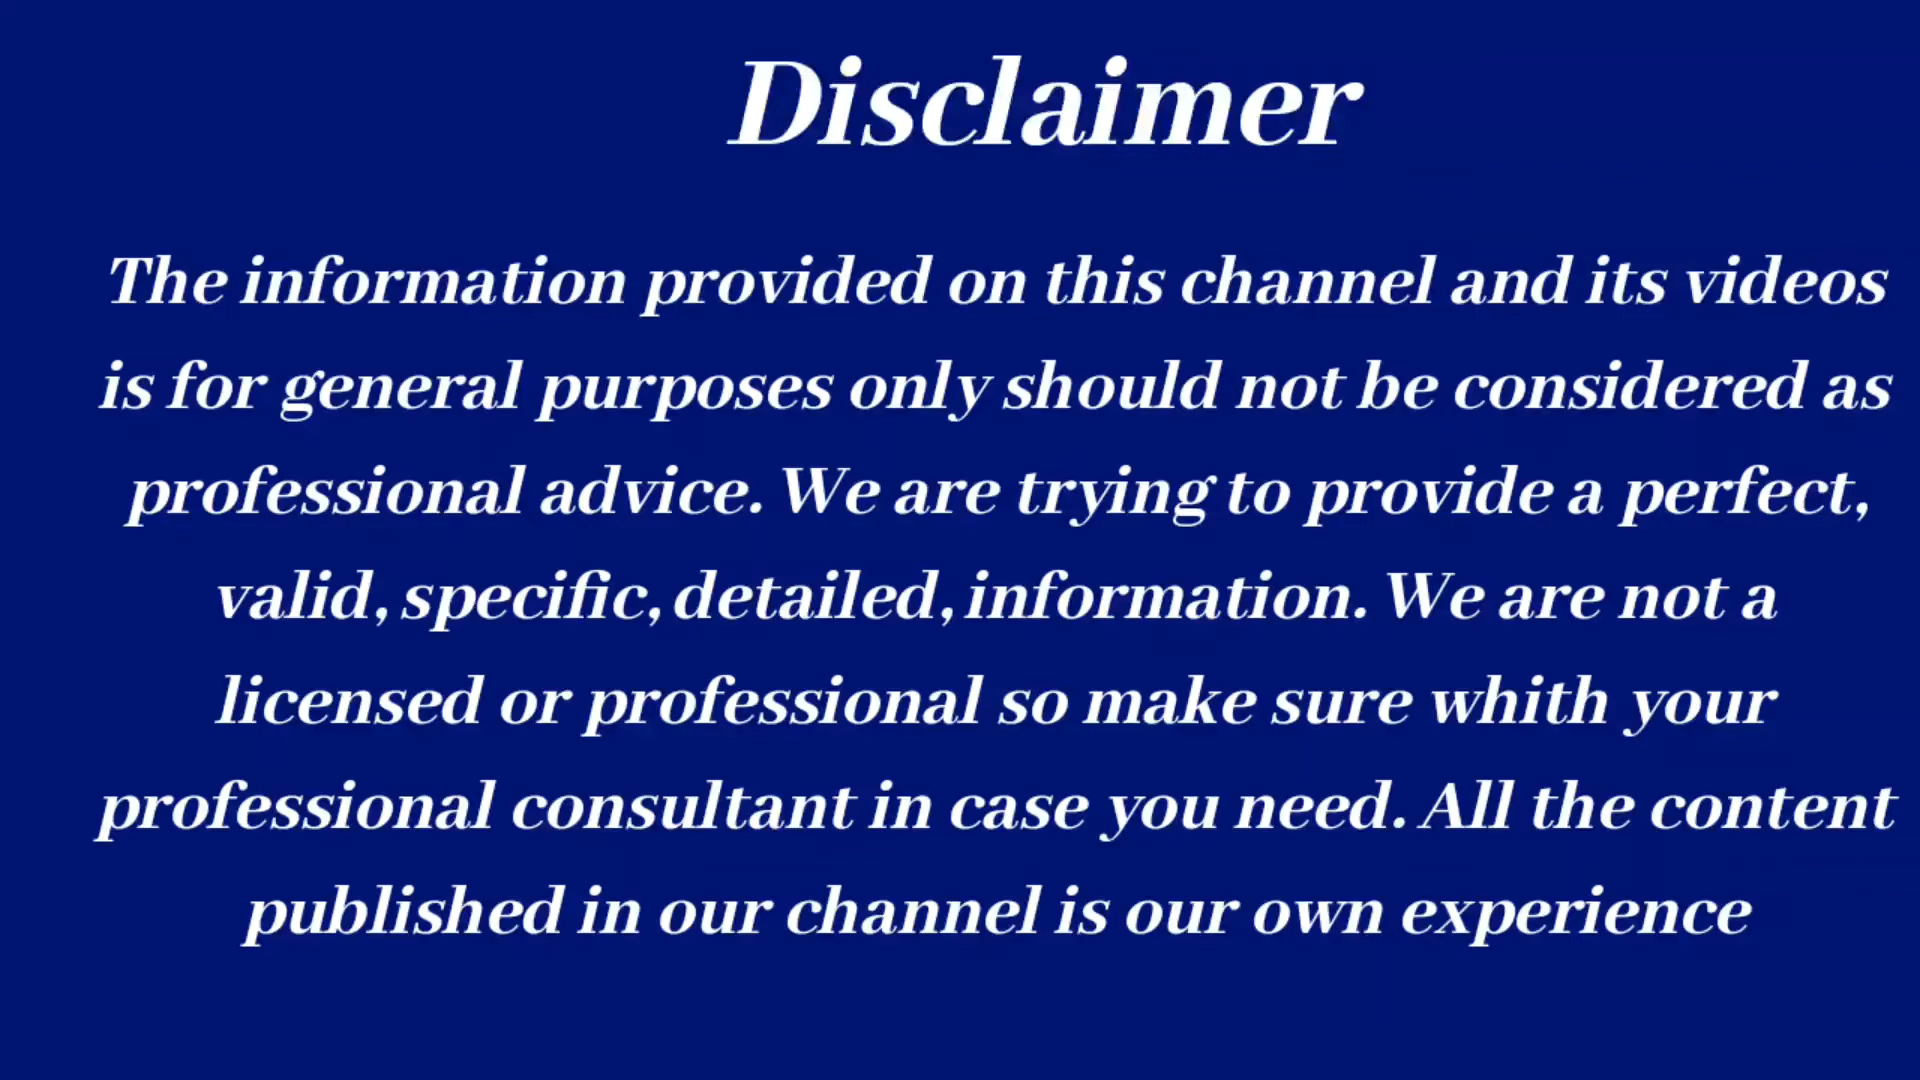 Disclaimer
The information provided on this channel and its videos
is for general purposes only should not be considered as
professional advice. We are trying to provide a perfect,
valid, specific, detailed, information. We are not a
licensed or professional so make sure whith your
professional consultant in case you need. All the content
published in our channel is our own experience